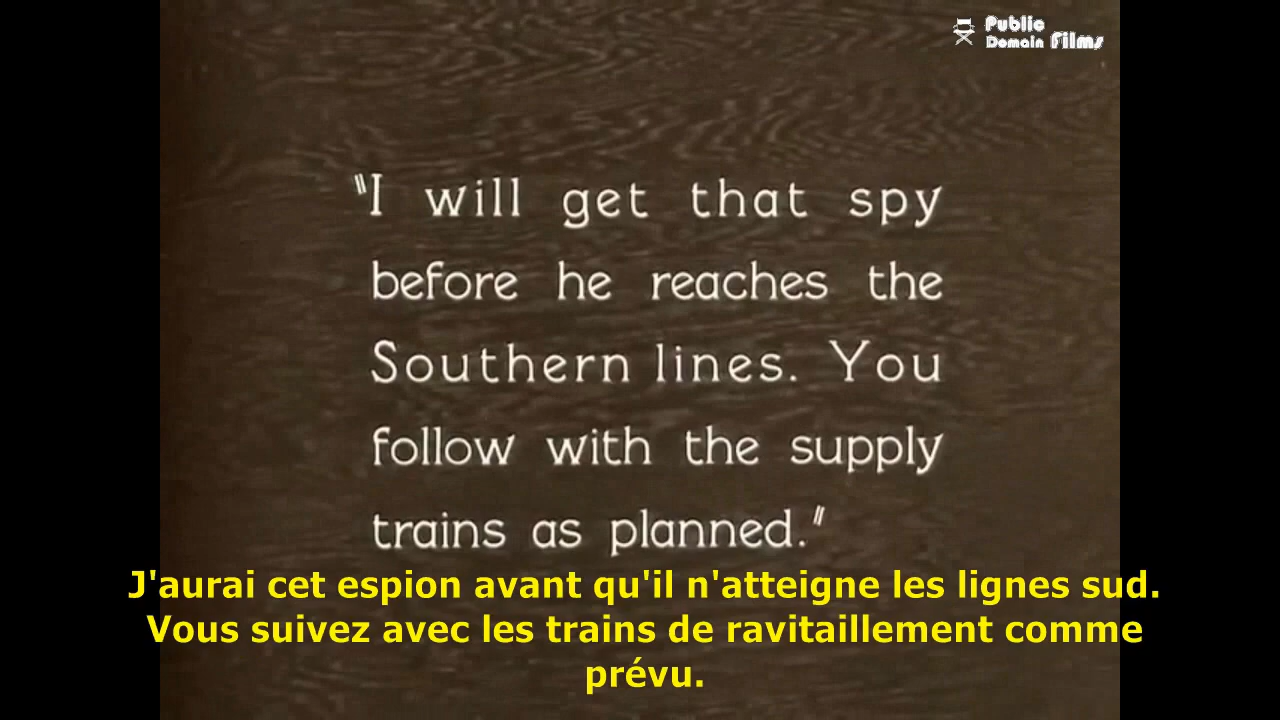 Public
Domain Films
"I will get that spy
before he reaches the
Southern lines. You
follow with the supply
trains as planned."
J'aurai cet espion avant qu'il n'atteigne les lignes sud.
Vous suivez avec les trains de ravitaillement comme
prévu.